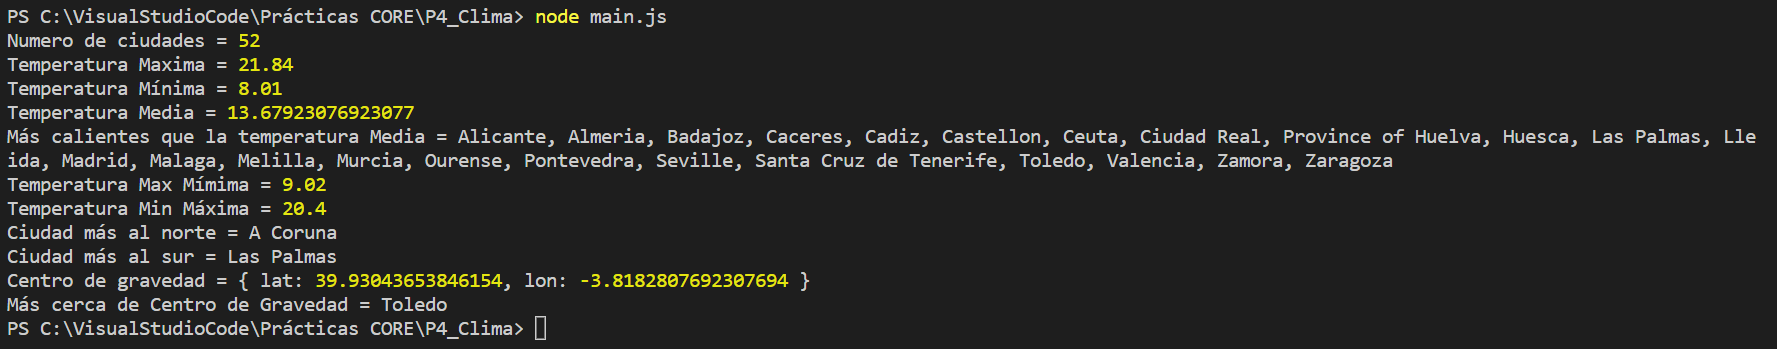 PS C:\VisualStudioCode\Prácticas CORE\P4_Clima> node main.js
Numero de ciudades = 52
Temperatura Maxima = 21.84
Temperatura Mínima = 8.01
Temperatura Media = 13.67923076923077
Más calientes que la temperatura Media = Alicante, Almeria, Badajoz, Caceres, Cadiz, Castellon, Ceuta, Ciudad Real, Province of Huelva, Huesca, Las Palmas, Lle
ida, Madrid, Malaga, Melilla, Murcia, Ourense, Pontevedra, Seville, Santa Cruz de Tenerife, Toledo, Valencia, Zamora, Zaragoza
Temperatura Max Mímima = 9.02
Temperatura Min Máxima = 20.4
Ciudad más al norte = A Coruna
Ciudad más al sur = Las Palmas
Centro de gravedad = { lat: 39.93043653846154, lon: -3.8182807692307694 }
Más cerca de Centro de Gravedad = Toledo
PS C:\VisualStudioCode\Prácticas CORE\P4_Clima>